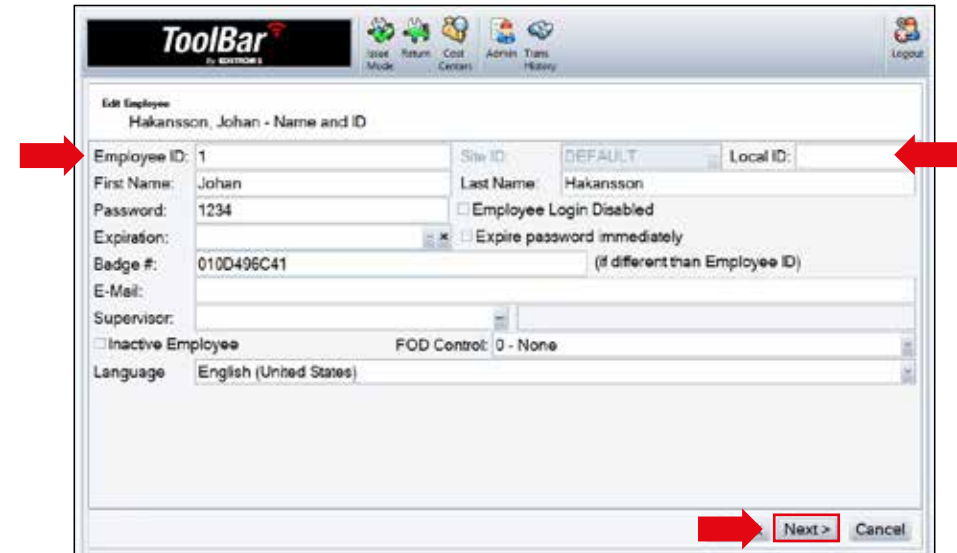 ToolBar
By EDITRONS
Issue Mode Return Cost Centers Admin Trans History Logout
Edit Employee
Hakansson, Johan - Name and ID
Employee ID: 1 Site ID: DEFAULT Local ID:
First Name: Johan Last Name: Hakansson
Password: 1234 Employee Login Disabled
Expiration: Expire password immediately
Badge #: 010D496C41 (if different than Employee ID)
E-Mail:
Supervisor:
Inactive Employee FOD Control: 0 - None
Language English (United States)
Next > Cancel